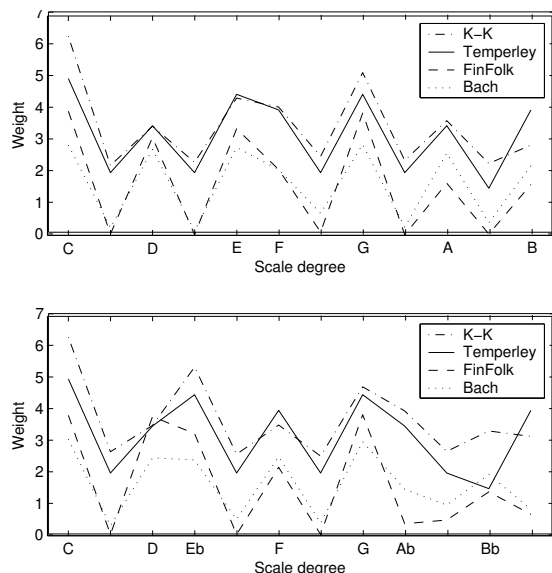 7
6
5
4
3
2
1
0
Weight
K-K
Temperley
FinFolk
Bach
C D E F G A B
Scale degree
7
6
5
4
3
2
1
0
Weight
K-K
Temperley
FinFolk
Bach
C D Eb F G Ab Bb
Scale degree